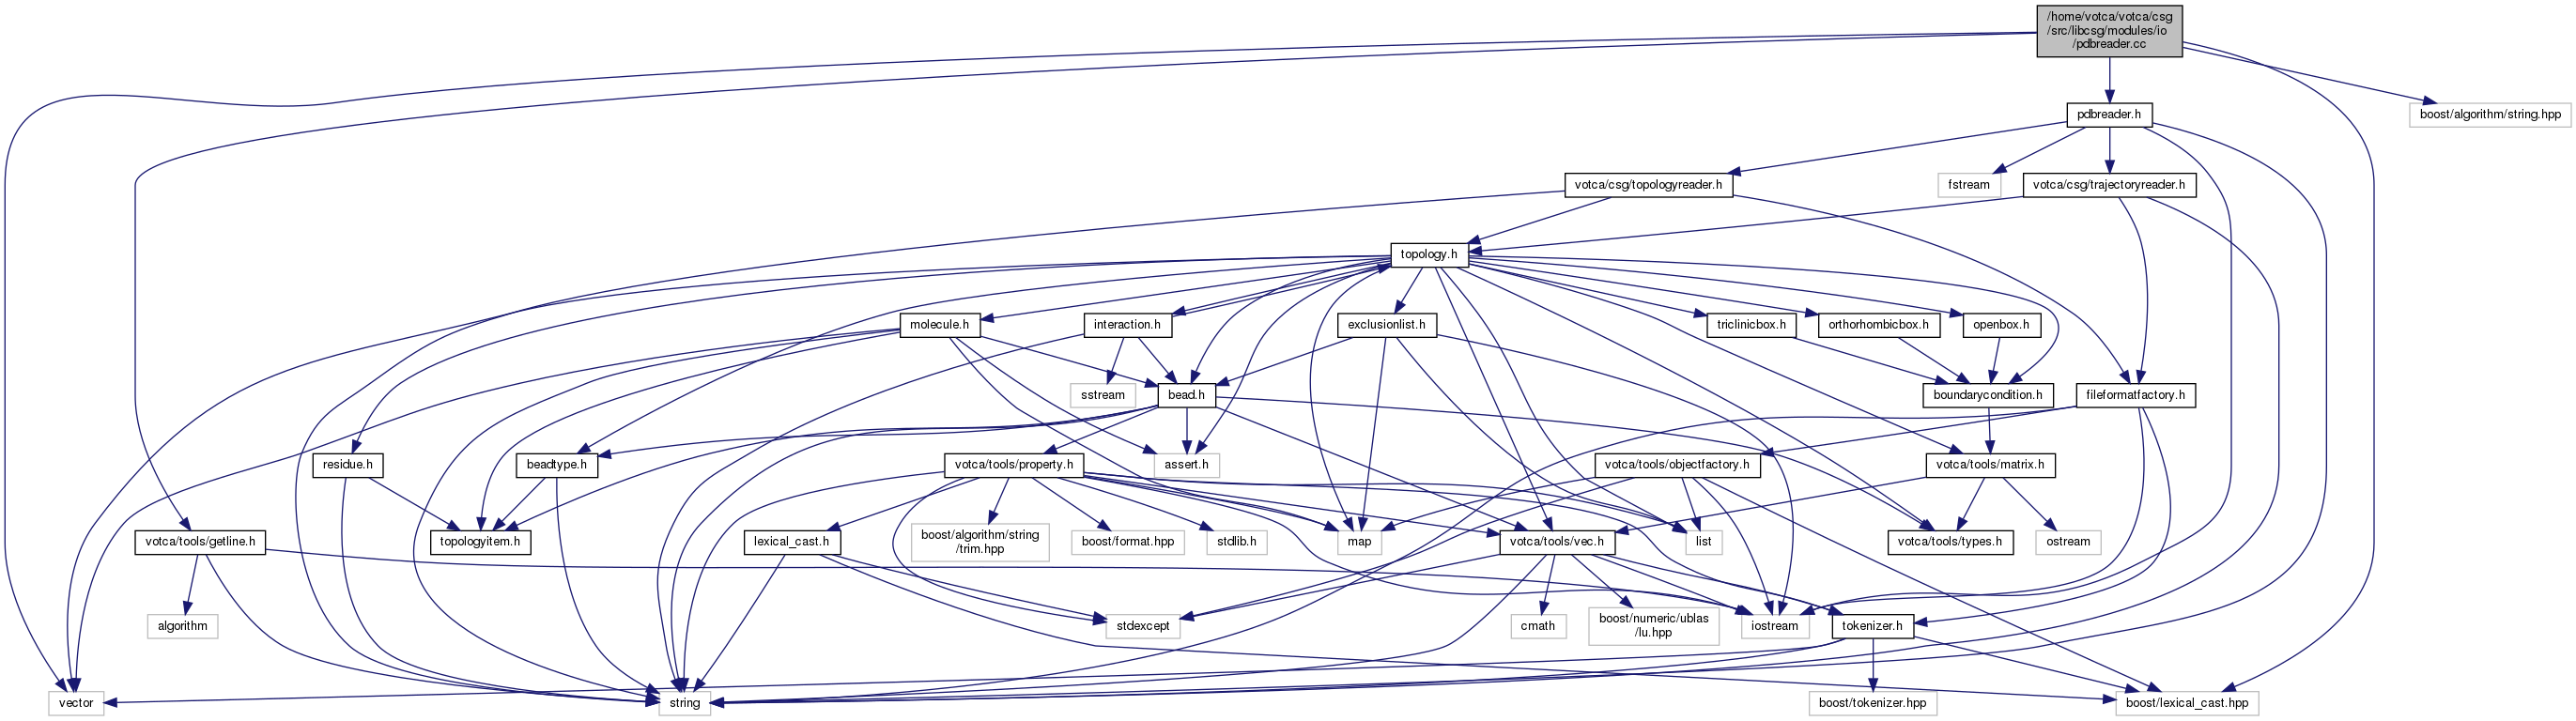 /home/votca/votca/csg
/src/libcsg/modules/io
/pdbreader.cc
pdbreader.h
boost/algorithm/string.hpp
votca/csg/topologyreader.h
fstream
votca/csg/trajectoryreader.h
topology.h
molecule.h
interaction.h
exclusionlist.h
triclinicbox.h
orthorhombicbox.h
openbox.h
sstream
bead.h
boundarycondition.h
fileformatfactory.h
residue.h
beadtype.h
votca/tools/property.h
assert.h
votca/tools/objectfactory.h
votca/tools/matrix.h
votca/tools/getline.h
topologyitem.h
lexical_cast.h
boost/algorithm/string
/trim.hpp
boost/format.hpp
stdlib.h
map
votca/tools/vec.h
list
votca/tools/types.h
ostream
algorithm
stdexcept
cmath
boost/numeric/ublas
/lu.hpp
iostream
tokenizer.h
vector
string
boost/tokenizer.hpp
boost/lexical_cast.hpp